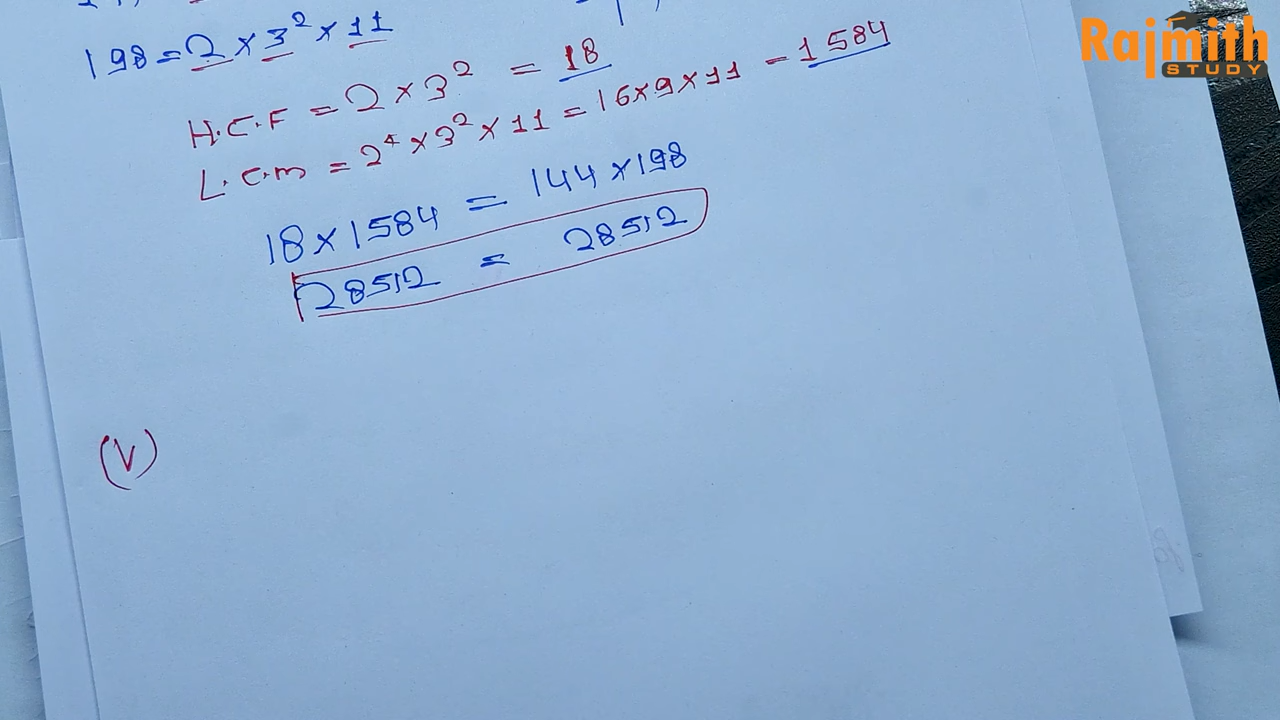 Rajmith
STUDY
198 = 2 × 3² × 11
H.C.F = 2 × 3² = 18
L.C.m = 2⁴ × 3² × 11 = 16×9×11 = 1584
18 × 1584 = 144 × 198
28512 = 28512
(V)